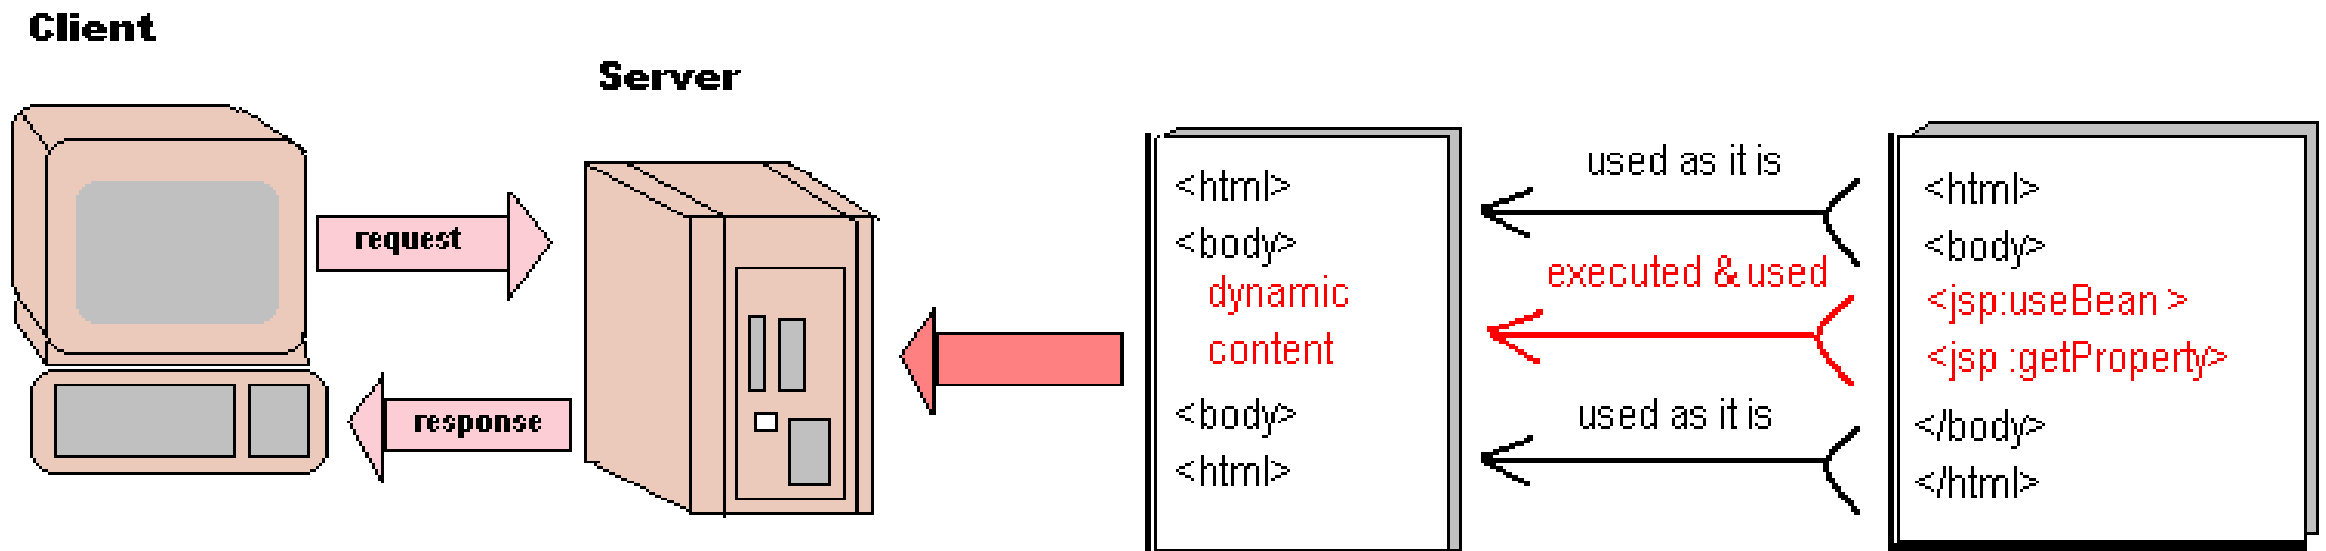 Client
Server
request
response
<html>
<body>
dynamic
content
<body>
<html>
used as it is
executed & used
used as it is
<html>
<body>
<jsp:useBean >
<jsp :getProperty>
</body>
</html>